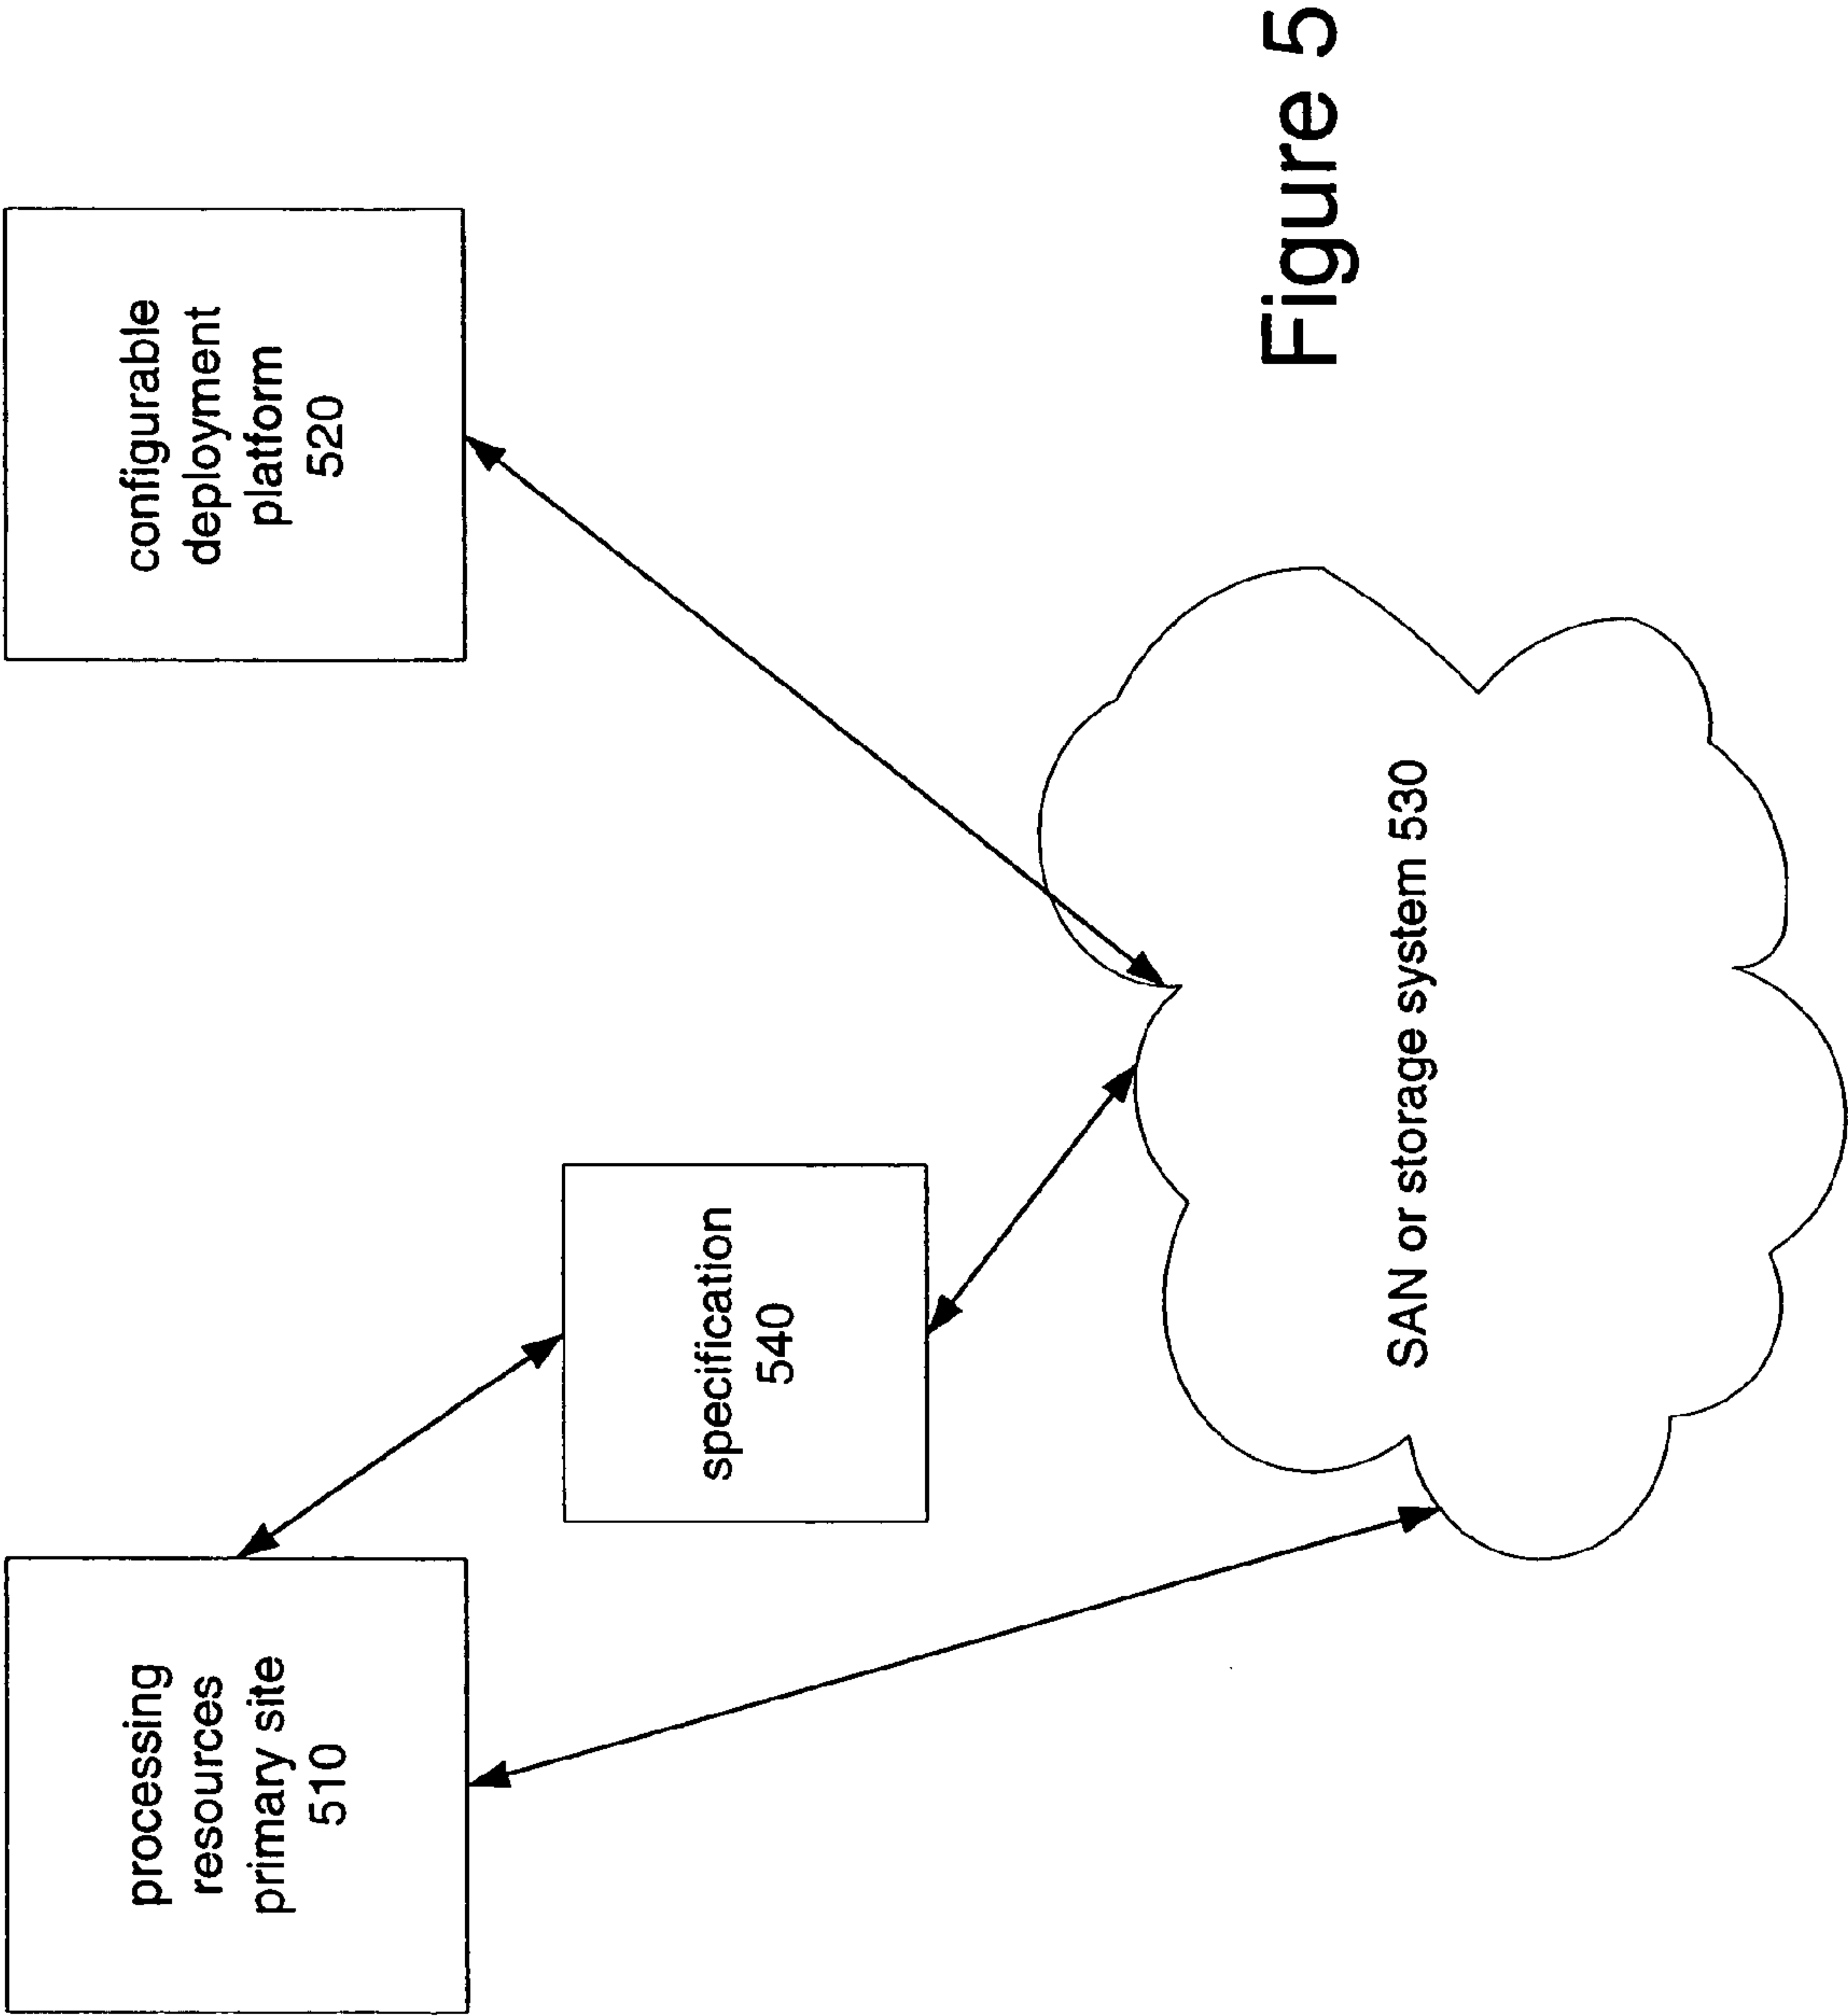 processing
resources
primary site
510
configurable
deployment
platform
520
specification
540
SAN or storage system 530
Figure 5